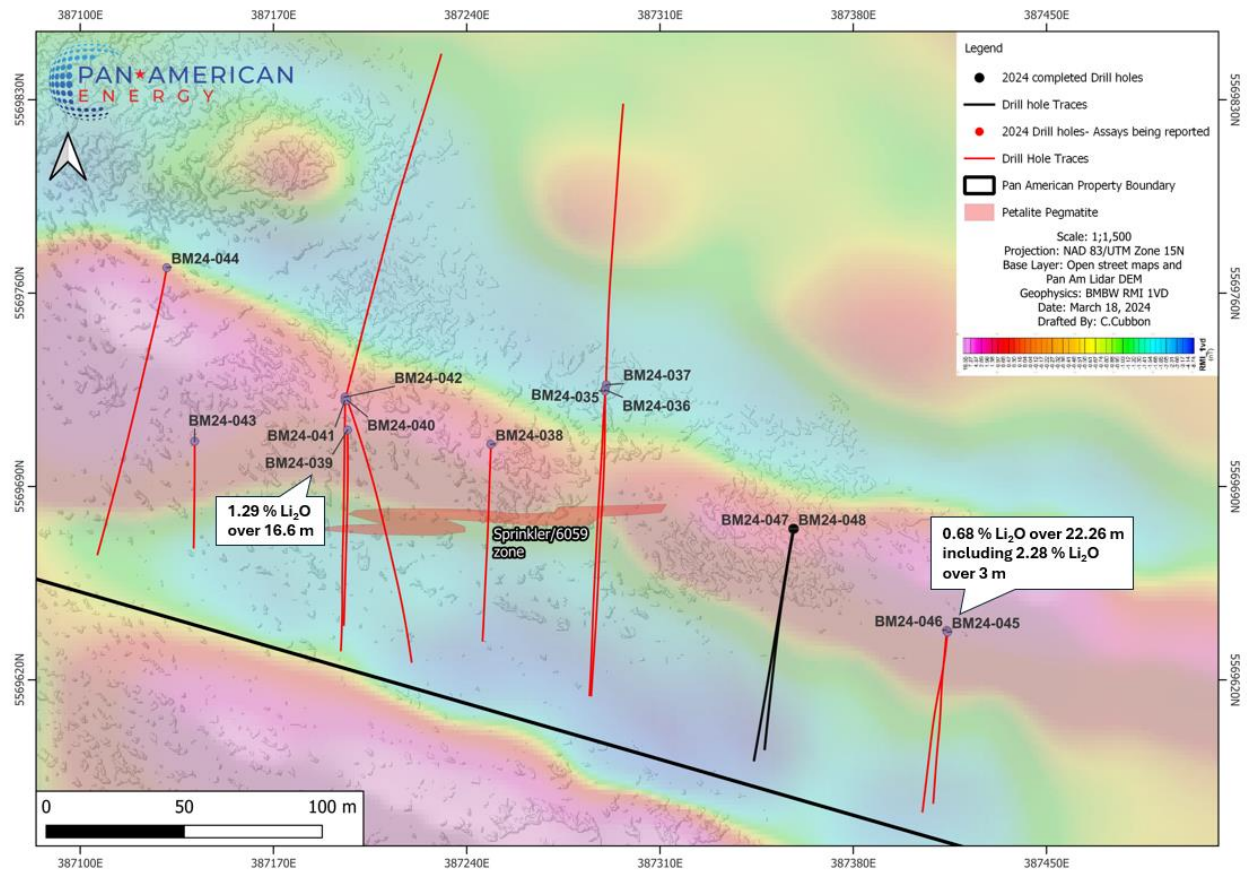 387100E 387170E 387240E 387310E 387380E 387450E
PAN AMERICAN
ENERGY
5569830N
5569760N
5569690N
5569620N
5569830N
5569760N
5569690N
5569620N
Legend
2024 completed Drill holes
Drill hole Traces
2024 Drill holes- Assays being reported
Drill Hole Traces
Pan American Property Boundary
Petalite Pegmatite
Scale: 1;1,500
Projection: NAD 83/UTM Zone 15N
Base Layer: Open street maps and
Pan Am Lidar DEM
Geophysics: BMBW RMI 1VD
Date: March 18, 2024
Drafted By: C.Cubbon
RMI_1vd
(nT)
BM24-044
BM24-042
BM24-037
BM24-035
BM24-036
BM24-043
BM24-041
BM24-040
BM24-038
BM24-039
1.29 % Li₂O
over 16.6 m
Sprinkler/6059
zone
BM24-047 BM24-048
0.68 % Li₂O over 22.26 m
including 2.28 % Li₂O
over 3 m
BM24-046 BM24-045
0 50 100 m
387100E 387170E 387240E 387310E 387380E 387450E